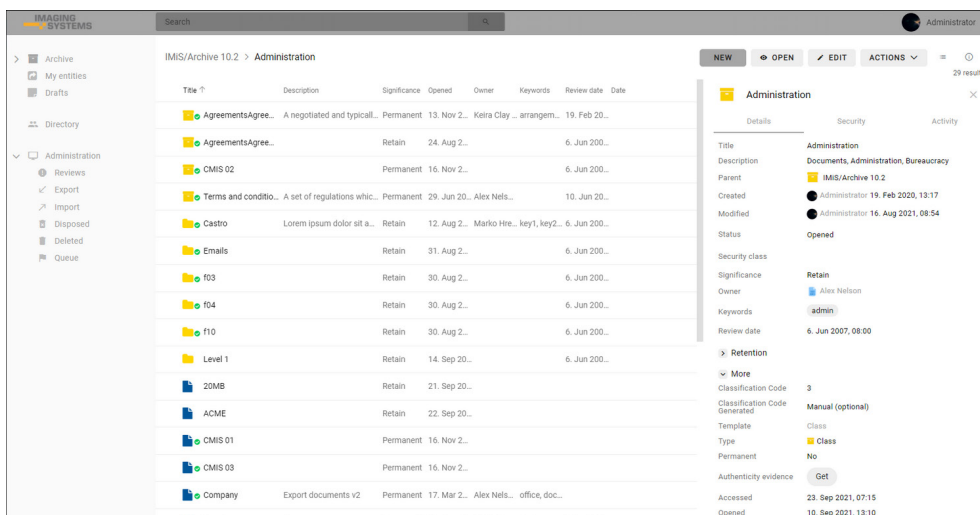 IMAGING
SYSTEMS
Search
Administrator
Archive
My entities
Drafts
Directory
Administration
Reviews
Export
Import
Disposed
Deleted
Queue
IMiS/Archive 10.2 > Administration
NEW OPEN EDIT ACTIONS
29 result
Title Description Significance Opened Owner Keywords Review date Date
AgreementsAgree... A negotiated and typicall... Permanent 13. Nov 2... Keira Clay ... arrangem... 19. Feb 20...
AgreementsAgree... Retain 24. Aug 2... 6. Jun 200...
CMIS 02 Permanent 16. Nov 2...
Terms and conditio... A set of regulations whic... Permanent 29. Jun 20... Alex Nels... 10. Jun 20...
Castro Lorem ipsum dolor sit a... Retain 12. Aug 2... Marko Hre... key1, key2... 6. Jun 200...
Emails Retain 31. Aug 2... 6. Jun 200...
f03 Retain 30. Aug 2... 6. Jun 200...
f04 Retain 30. Aug 2... 6. Jun 200...
f10 Retain 30. Aug 2... 6. Jun 200...
Level 1 Retain 14. Sep 20... 6. Jun 200...
20MB Retain 21. Sep 20...
ACME Retain 22. Sep 20...
CMIS 01 Permanent 16. Nov 2...
CMIS 03 Permanent 16. Nov 2...
Company Export documents v2 Permanent 17. Mar 2... Alex Nels... office, doc...
Administration
Details Security Activity
Title Administration
Description Documents, Administration, Bureaucracy
Parent IMiS/Archive 10.2
Created Administrator 19. Feb 2020, 13:17
Modified Administrator 16. Aug 2021, 08:54
Status Opened
Security class
Significance Retain
Owner Alex Nelson
Keywords admin
Review date 6. Jun 2007, 08:00
Retention
More
Classification Code 3
Classification Code
Generated Manual (optional)
Template Class
Type Class
Permanent No
Authenticity evidence Get
Accessed 23. Sep 2021, 07:15
Opened 10. Sep 2021, 13:10